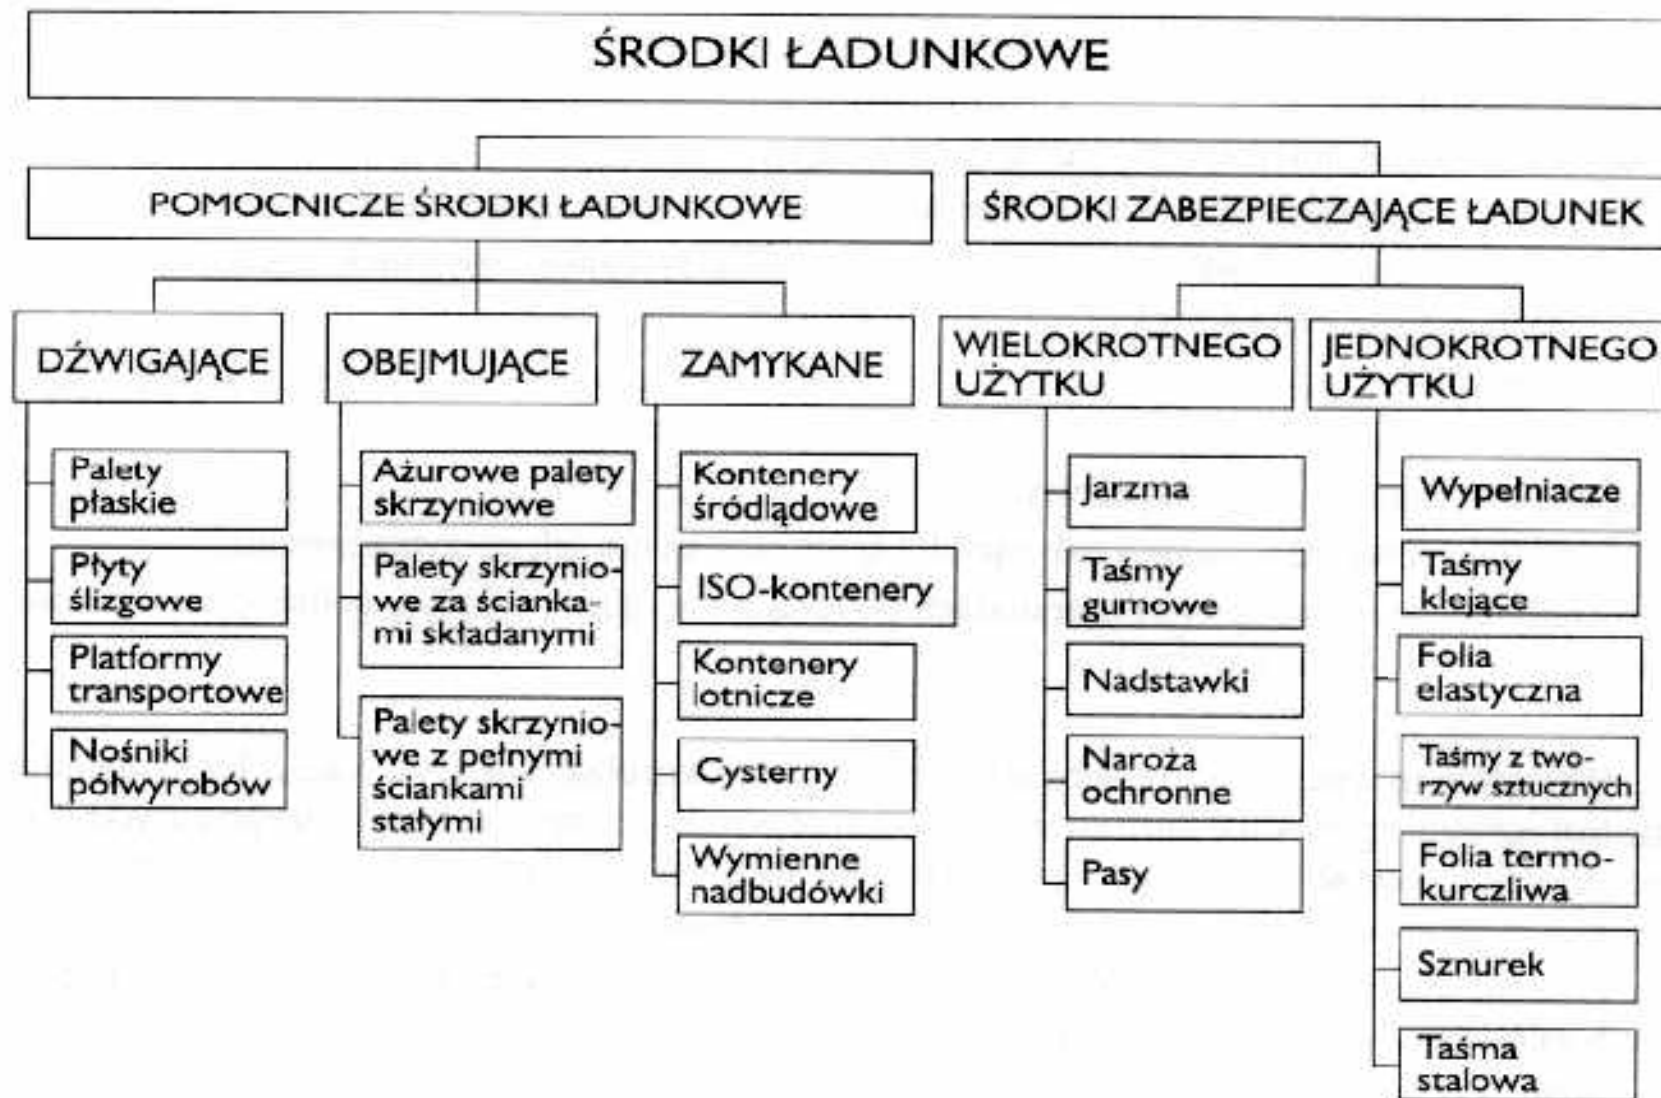 ŚRODKI ŁADUNKOWE
POMOCNICZE ŚRODKI ŁADUNKOWE
ŚRODKI ZABEZPIECZAJĄCE ŁADUNEK
DŹWIGAJĄCE
OBEJMUJĄCE
ZAMYKANE
WIELOKROTNEGO
UŻYTKU
JEDNOKROTNEGO
UŻYTKU
Palety
płaskie
Płyty
ślizgowe
Platformy
transportowe
Nośniki
półwyrobów
Ażurowe palety
skrzyniowe
Palety skrzynio-
we za ścianka-
mi składanymi
Palety skrzynio-
we z pełnymi
ściankami
stałymi
Kontenery
śródlądowe
ISO-kontenery
Kontenery
lotnicze
Cysterny
Wymienne
nadbudówki
Jarzma
Taśmy
gumowe
Nadstawki
Naroża
ochronne
Pasy
Wypełniacze
Taśmy
klejące
Folia
elastyczna
Taśmy z two-
rzyw sztucznych
Folia termo-
kurczliwa
Sznurek
Taśma
stalowa